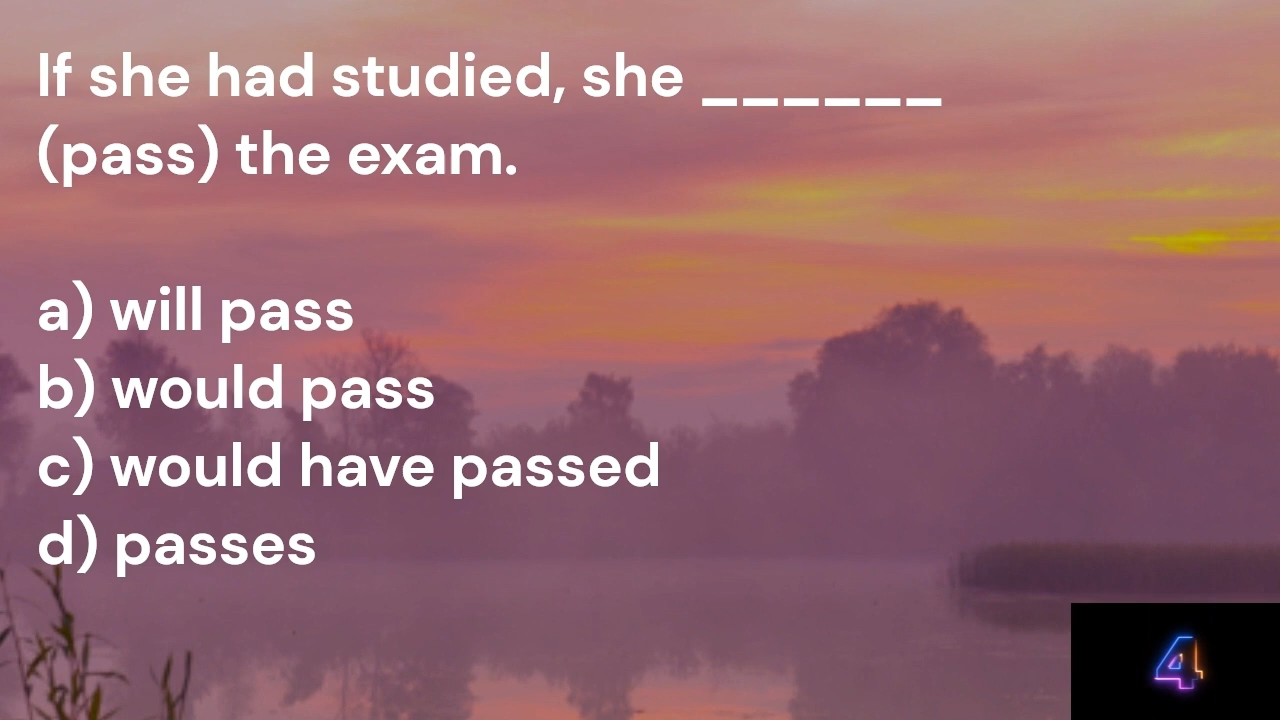 If she had studied, she ______
(pass) the exam.
a) will pass
b) would pass
c) would have passed
d) passes
4